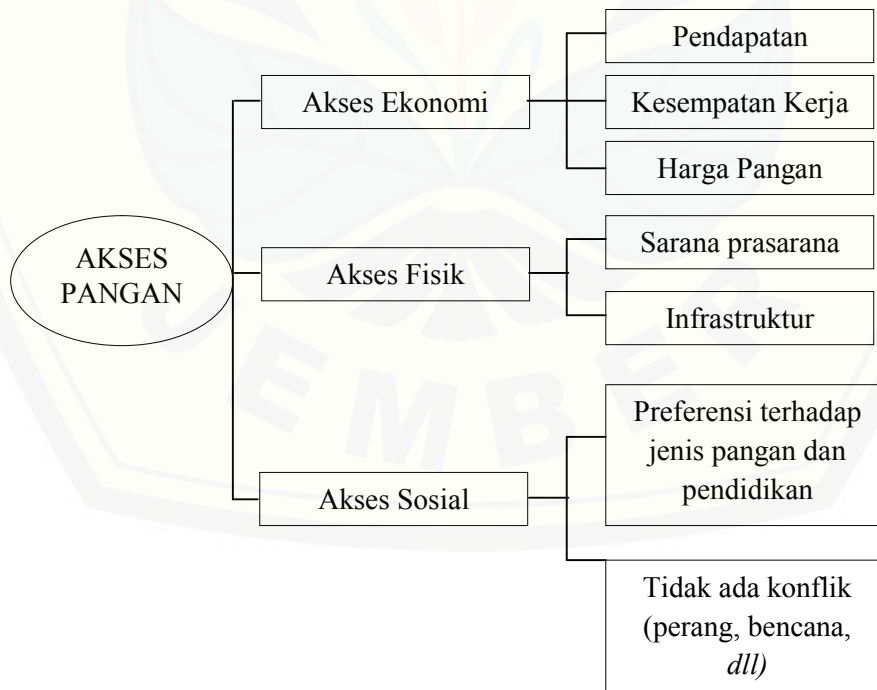 Pendapatan
Akses Ekonomi
Kesempatan Kerja
Harga Pangan
AKSES
PANGAN
Akses Fisik
Sarana prasarana
Infrastruktur
Akses Sosial
Preferensi terhadap
jenis pangan dan
pendidikan
Tidak ada konflik
(perang, bencana,
dll)
JEMBER